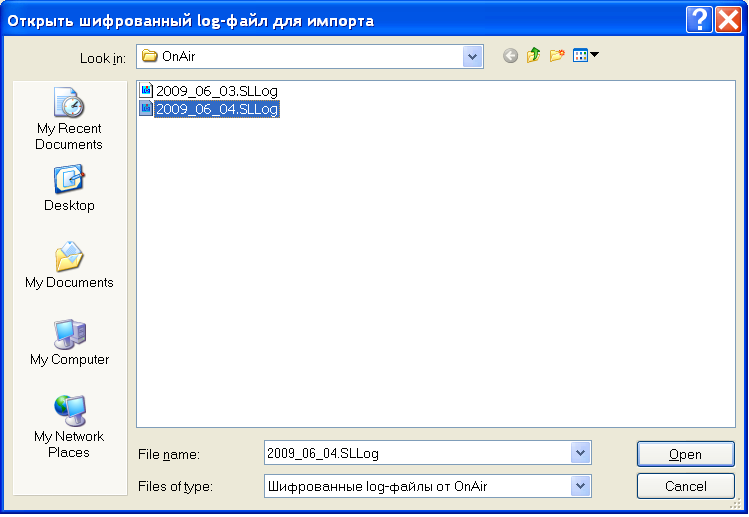 Открыть шифрованный log-файл для импорта
Look in: OnAir
2009_06_03.SLLog
2009_06_04.SLLog
My Recent
Documents
Desktop
My Documents
My Computer
My Network
Places
File name: 2009_06_04.SLLog Open
Files of type: Шифрованные log-файлы от OnAir Cancel